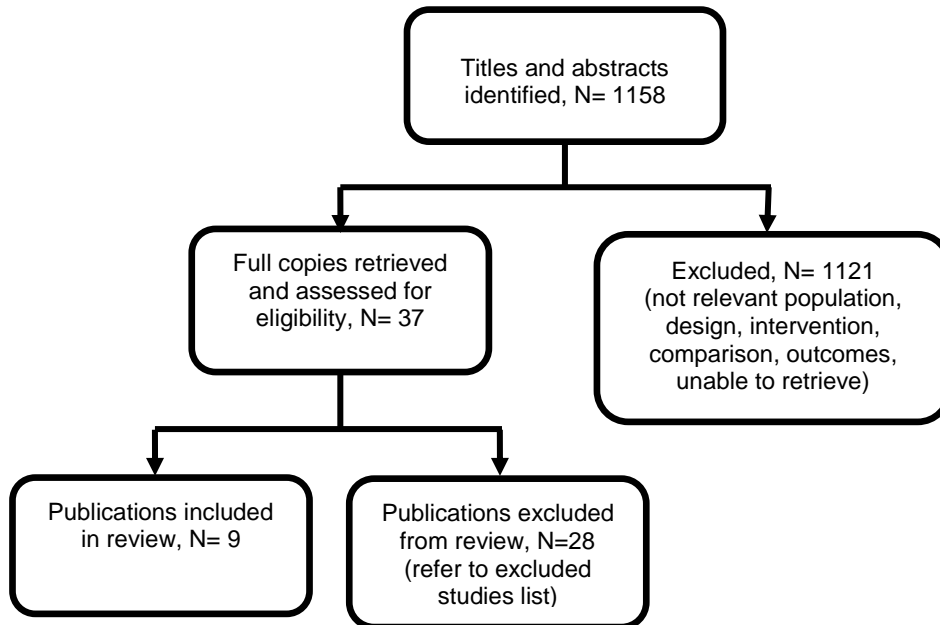 Titles and abstracts
identified, N= 1158
Full copies retrieved
and assessed for
eligibility, N= 37
Excluded, N= 1121
(not relevant population,
design, intervention,
comparison, outcomes,
unable to retrieve)
Publications included
in review, N= 9
Publications excluded
from review, N=28
(refer to excluded
studies list)